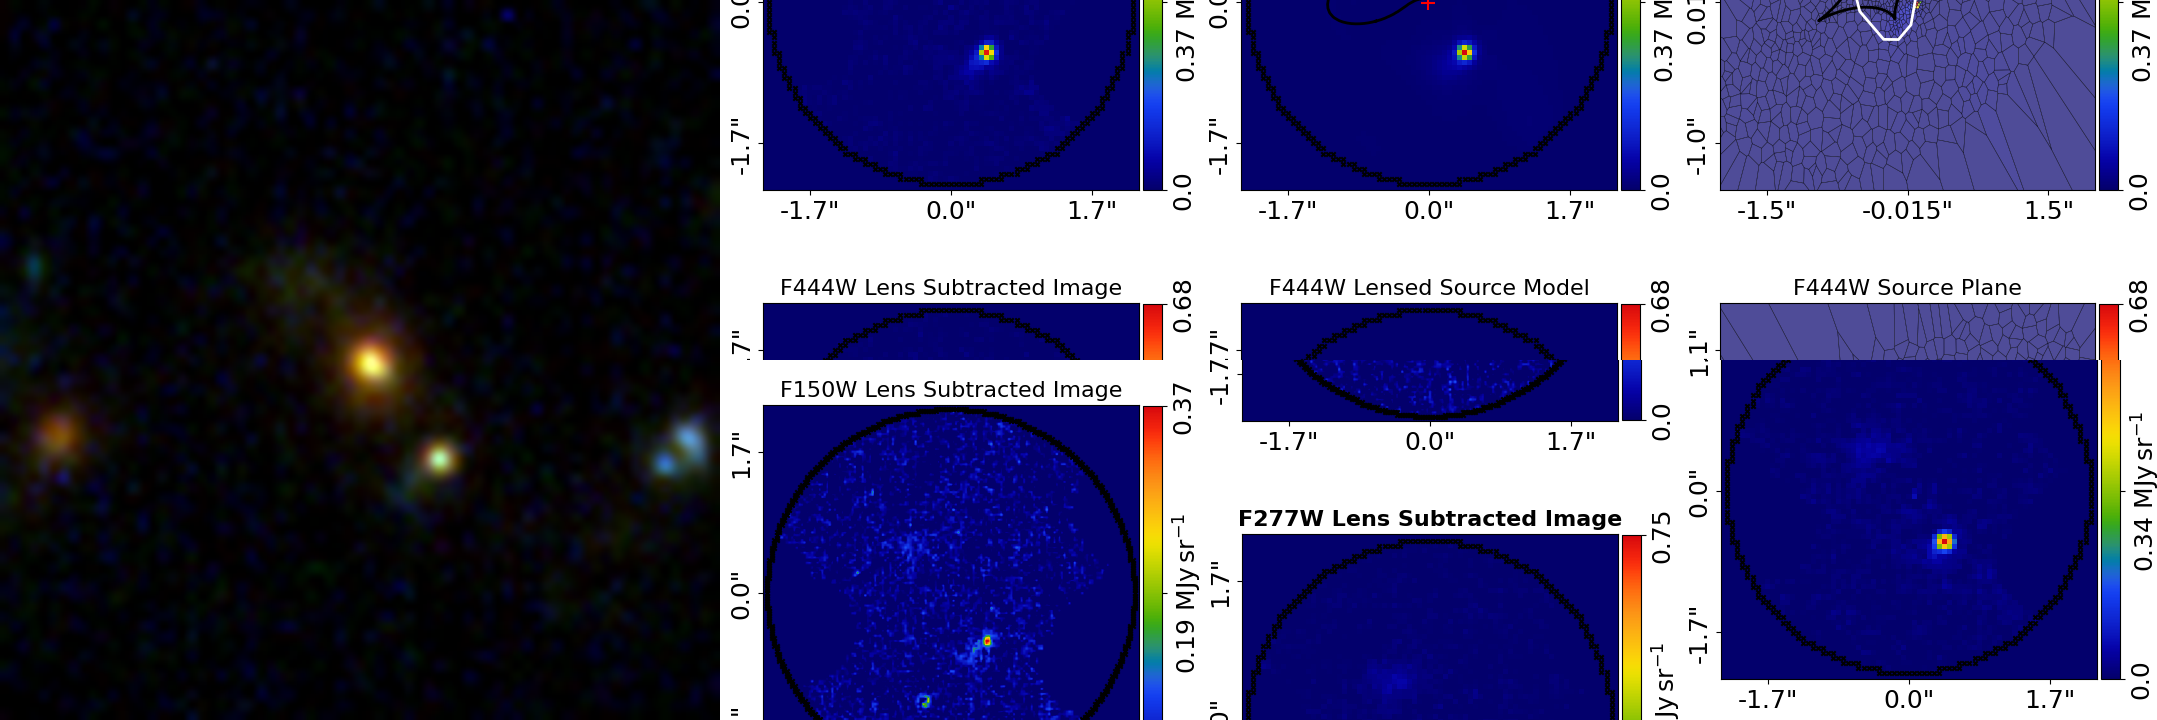 0.37 M
0.0
-1.7"
-1.7" 0.0" 1.7"
0.37 M
0.0
-1.7"
-1.7" 0.0" 1.7"
0.01
0.37 M
0.0
-1.0"
-1.5" -0.015" 1.5"
F444W Lens Subtracted Image
0.68
7"
F444W Lensed Source Model
0.68
0.0
-1.7" 0.0" 1.7"
F444W Source Plane
0.68
F150W Lens Subtracted Image
0.37
1.7"
0.0"
0.19 MJy sr⁻¹
F277W Lens Subtracted Image
0.75
1.7"
Jy sr⁻¹
0.0"
-1.7"
0.34 MJy sr⁻¹
0.0
-1.7" 0.0" 1.7"